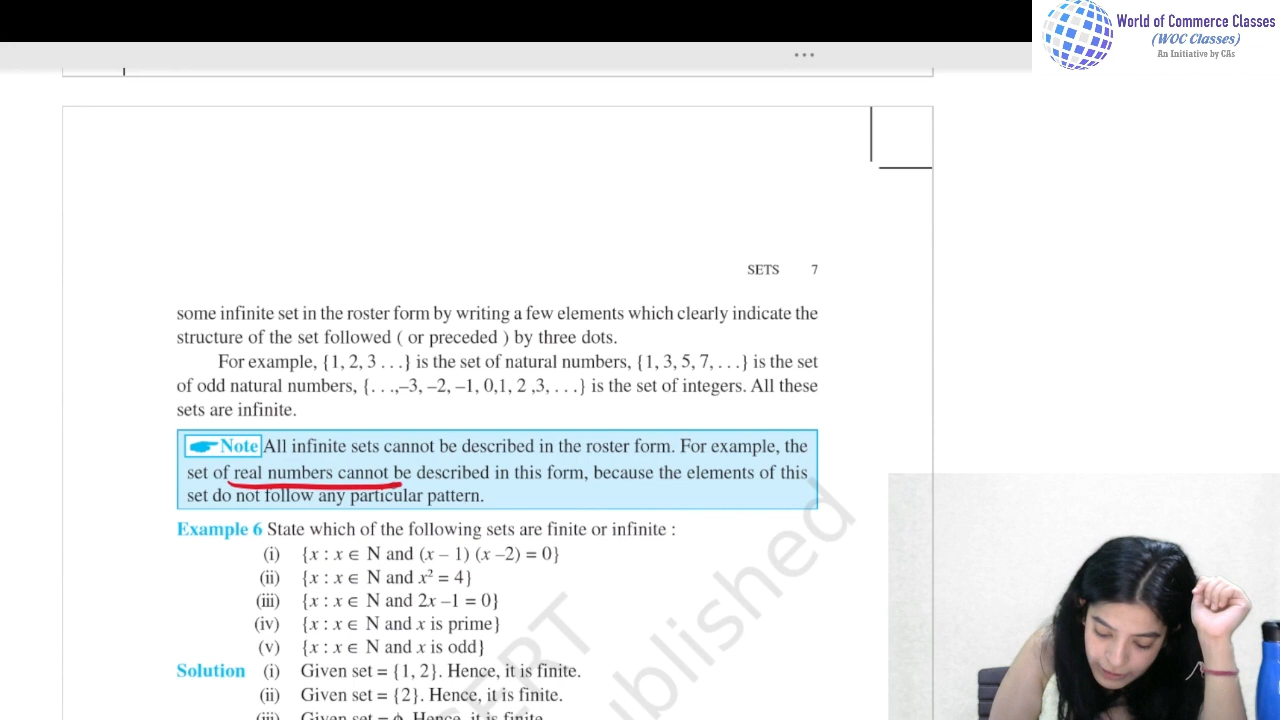 World of Commerce Classes
(WOC Classes)
An Initiative by CAs
SETS 7
some infinite set in the roster form by writing a few elements which clearly indicate the
structure of the set followed ( or preceded ) by three dots.
For example, {1, 2, 3 . . .} is the set of natural numbers, {1, 3, 5, 7, . . .} is the set
of odd natural numbers, {. . .,–3, –2, –1, 0,1, 2 ,3, . . .} is the set of integers. All these
sets are infinite.
Note All infinite sets cannot be described in the roster form. For example, the
set of real numbers cannot be described in this form, because the elements of this
set do not follow any particular pattern.
Example 6 State which of the following sets are finite or infinite :
(i) {x : x ∈ N and (x – 1) (x –2) = 0}
(ii) {x : x ∈ N and x² = 4}
(iii) {x : x ∈ N and 2x –1 = 0}
(iv) {x : x ∈ N and x is prime}
(v) {x : x ∈ N and x is odd}
Solution (i) Given set = {1, 2}. Hence, it is finite.
(ii) Given set = {2}. Hence, it is finite.
(iii) Given set = ϕ. Hence, it is finite.